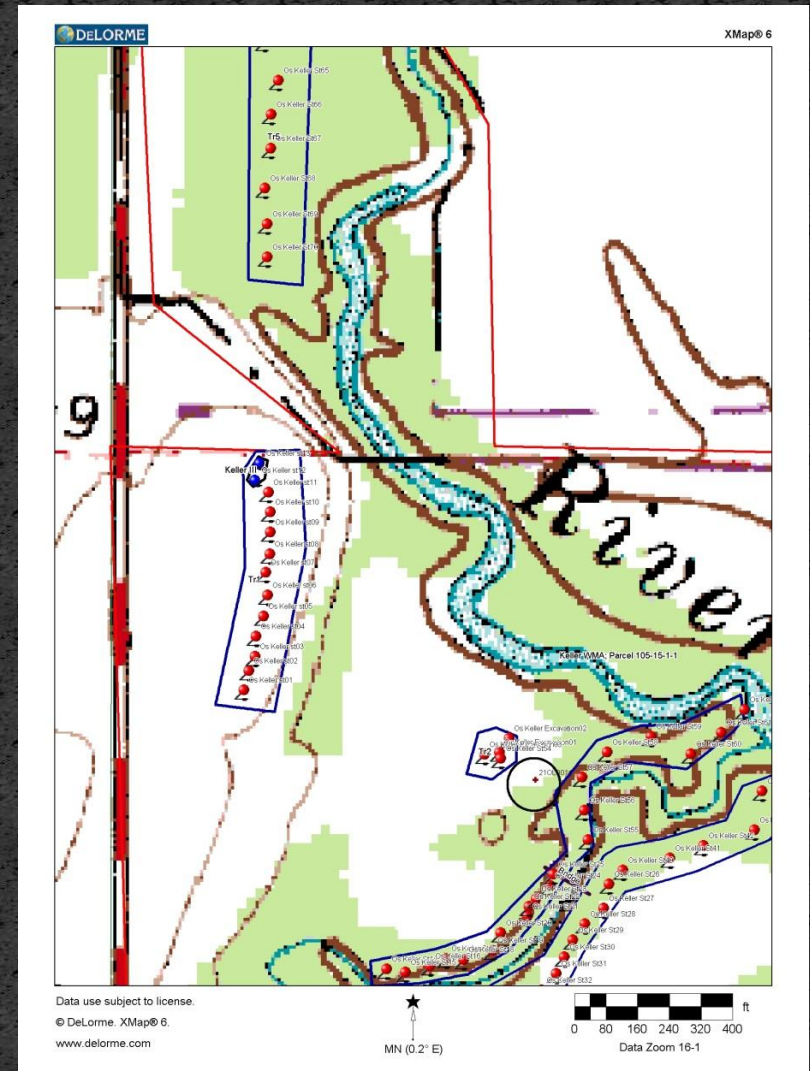 DELORME
XMap® 6
Os Keller St65
Os Keller St66
Tr5
Os Keller St67
Os Keller St68
Os Keller St69
Os Keller St70
9
Keller III
Os Keller st12
Os Keller st11
Os Keller st10
Os Keller st09
Os Keller st08
Os Keller st07
Tr1
Os Keller st06
Os Keller st05
Os Keller st04
Os Keller st03
Os Keller st02
Os Keller st01
River
Keller WMA; Parcel 105-15-1-1
Os Keller Excavation02
Tr2
Os Keller St60
Os Keller St57
Os Keller St56
Os Keller St55
Os Keller St41
Os Keller St26
Os Keller St27
Os Keller St28
Os Keller St29
Os Keller St30
Os Keller St31
Os Keller St32
Data use subject to license.
© DeLorme. XMap® 6.
www.delorme.com
MN (0.2° E)
ft
0 80 160 240 320 400
Data Zoom 16-1